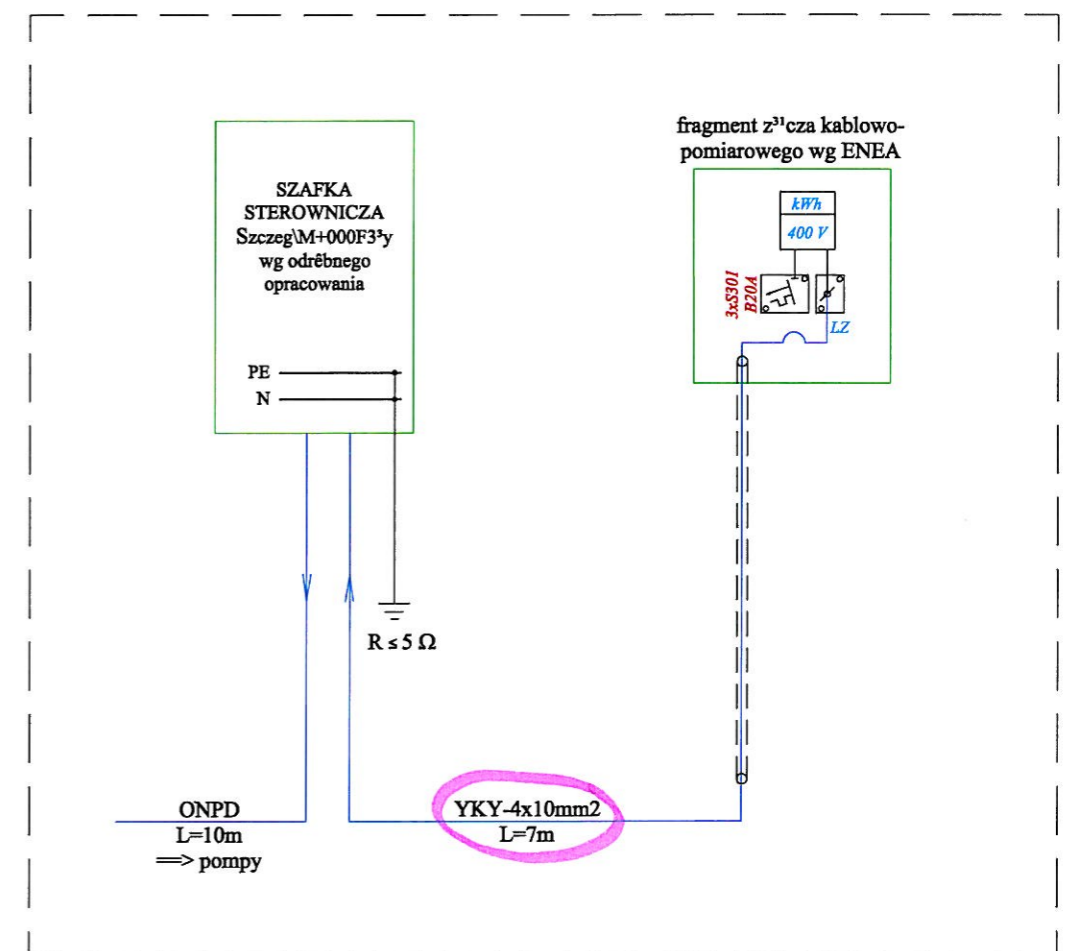 fragment z³¹cza kablowo-
pomiarowego wg ENEA
SZAFKA
STEROWNICZA
Szczeg\M+000F3³y
wg odrêbnego
opracowania
kWh
400 V
3xS301
B20A
LZ
PE
N
R ≤ 5 Ω
ONPD
L=10m
==> pompy
YKY-4x10mm2
L=7m